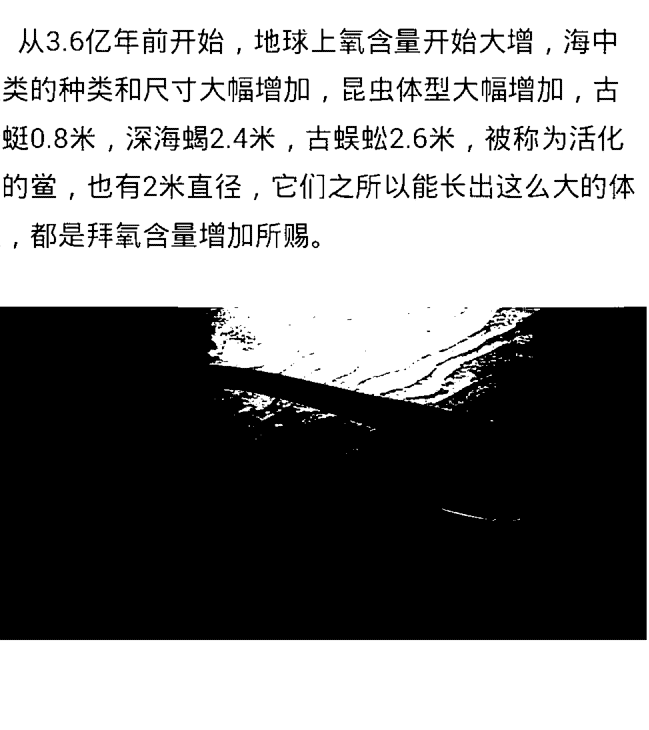 从3.6亿年前开始，地球上氧含量开始大增，海中
类的种类和尺寸大幅增加，昆虫体型大幅增加，古
蜓0.8米，深海蝎2.4米，古蜈蚣2.6米，被称为活化
的鲎，也有2米直径，它们之所以能长出这么大的体
，都是拜氧含量增加所赐。